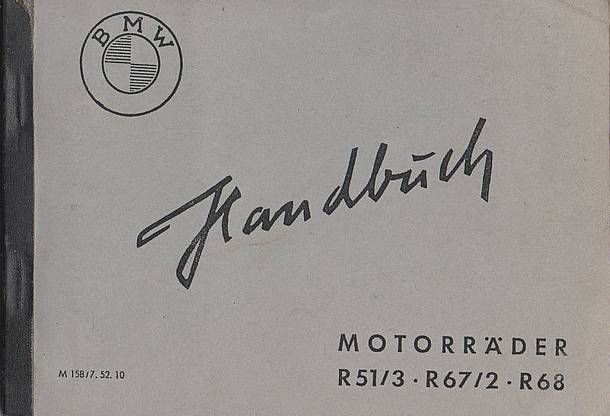 BMW
Handbuch
MOTORRÄDER
R51/3 · R67/2 · R68
M 158/7. 52. 10